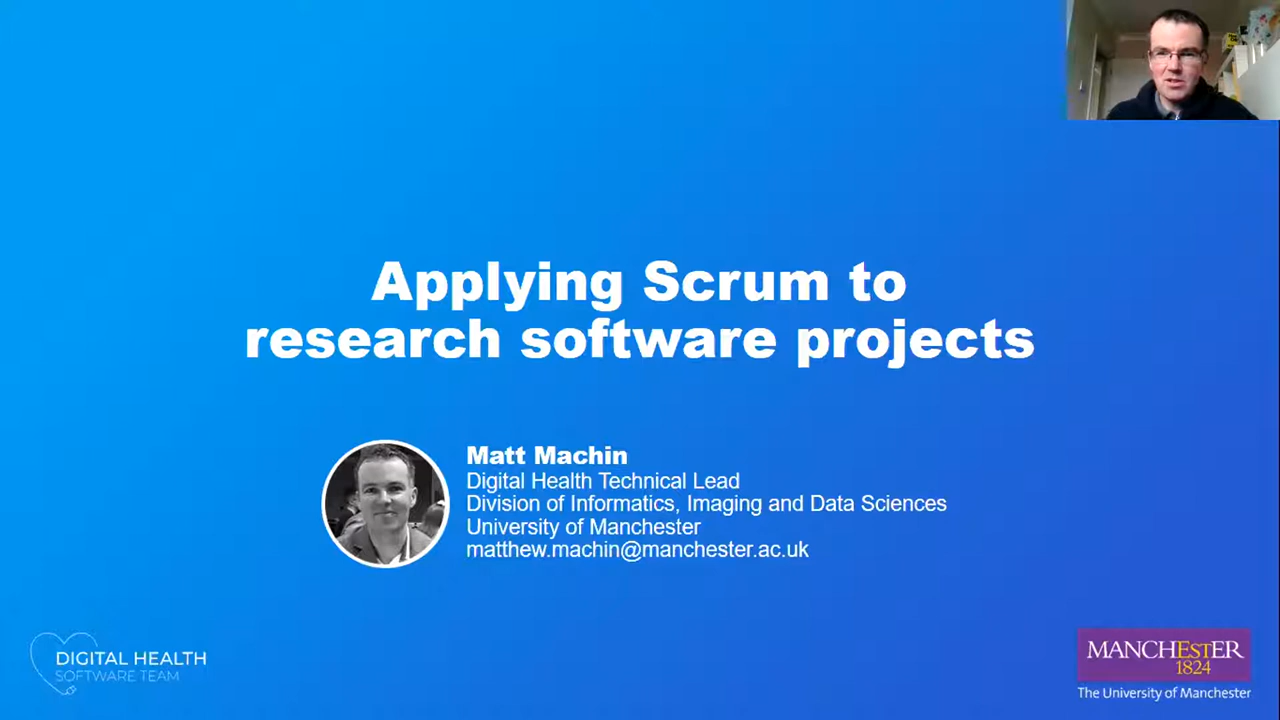 Applying Scrum to
research software projects
Matt Machin
Digital Health Technical Lead
Division of Informatics, Imaging and Data Sciences
University of Manchester
matthew.machin@manchester.ac.uk
DIGITAL HEALTH
SOFTWARE TEAM
MANCHESTER
1824
The University of Manchester